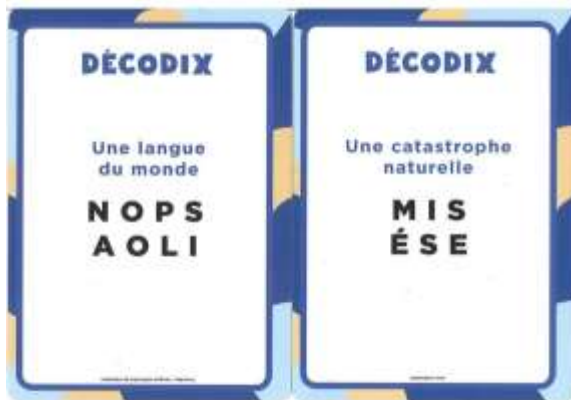 DÉCODIX
Une langue
du monde
NOPS
AOLI
DÉCODIX
Une catastrophe
naturelle
MIS
ÉSE